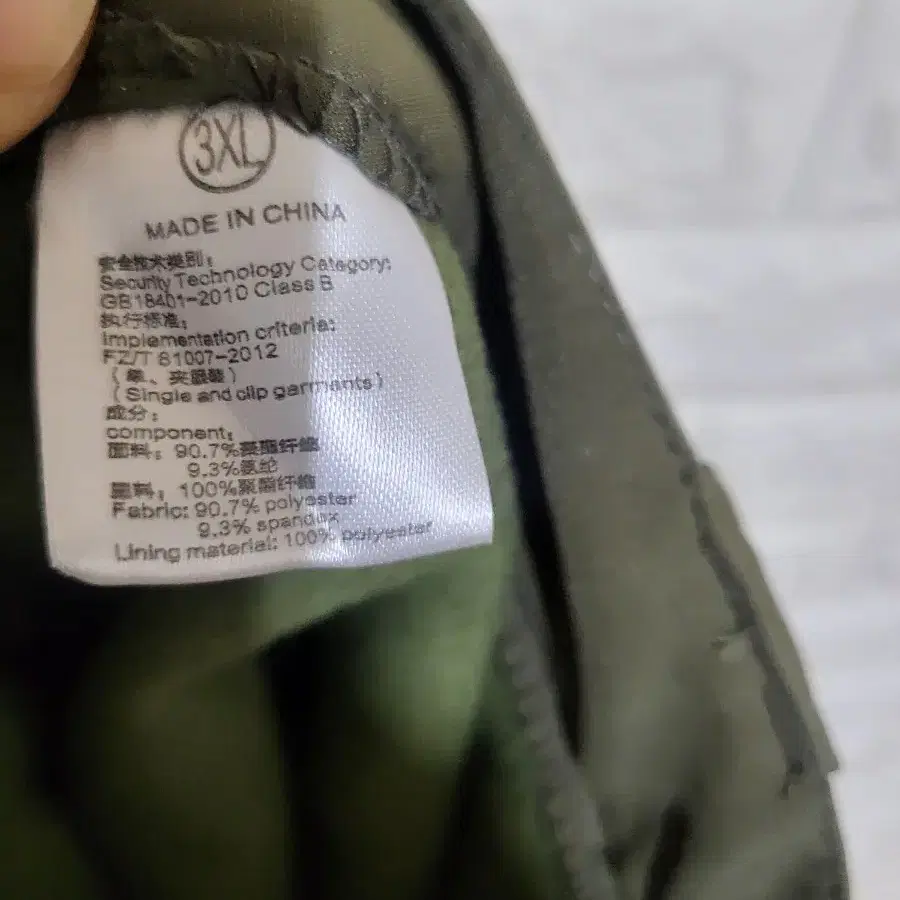 3XL
MADE IN CHINA
安全技术类别:
Security Technology Category:
GB18401-2010 Class B
执行标准:
Implementation criteria:
FZ/T 81007-2012
(单、夹服装)
(Single and clip garments)
成分:
component:
面料: 90.7%聚酯纤维
9.3%氨纶
里料: 100%聚酯纤维
Fabric: 90.7% polyester
9.3% spandex
Lining material: 100% polyester